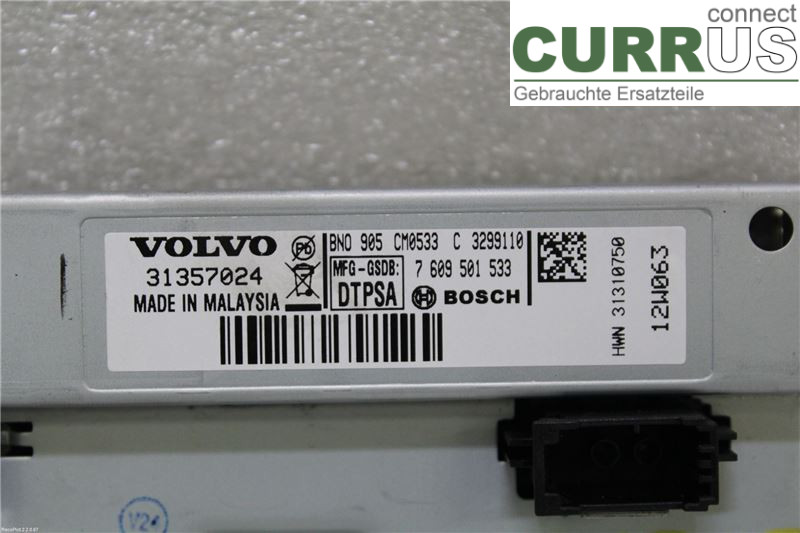 connect
CURRUS
Gebrauchte Ersatzteile
VOLVO
31357024
MADE IN MALAYSIA
Pb
BNO 905 CM0533 C 3299110
MFG-GSDB:
DTPSA
7 609 501 533
BOSCH
HWN 31310750
12W063
V24